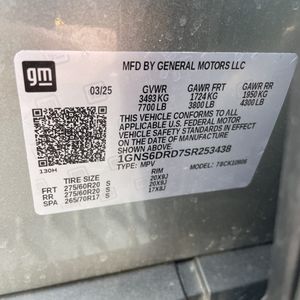 gm
MFD BY GENERAL MOTORS LLC
03/25 GVWR GAWR FRT GAWR RR
3493 KG 1724 KG 1950 KG
7700 LB 3800 LB 4300 LB
THIS VEHICLE CONFORMS TO ALL
APPLICABLE U.S. FEDERAL MOTOR
VEHICLE SAFETY STANDARDS IN EFFECT
ON THE DATE OF MANUFACTURE
SHOWN ABOVE.
1GNS6DRD7SR253438
TYPE: MPV MODEL:
130H
TIRE SIZE RIM
FRT 275/60R20 S 20X9J
RR 275/60R20 S 20X9J
SPA 265/70R17 S 17X8J